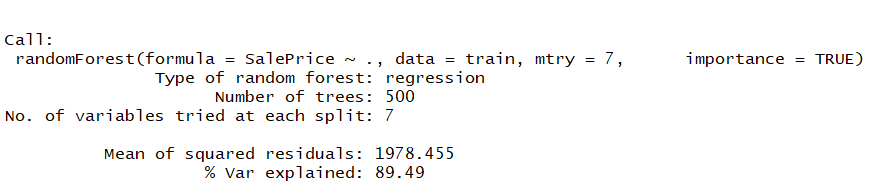 Call:
 randomForest(formula = SalePrice ~ ., data = train, mtry = 7,      importance = TRUE)
               Type of random forest: regression
                     Number of trees: 500
No. of variables tried at each split: 7

          Mean of squared residuals: 1978.455
                    % Var explained: 89.49